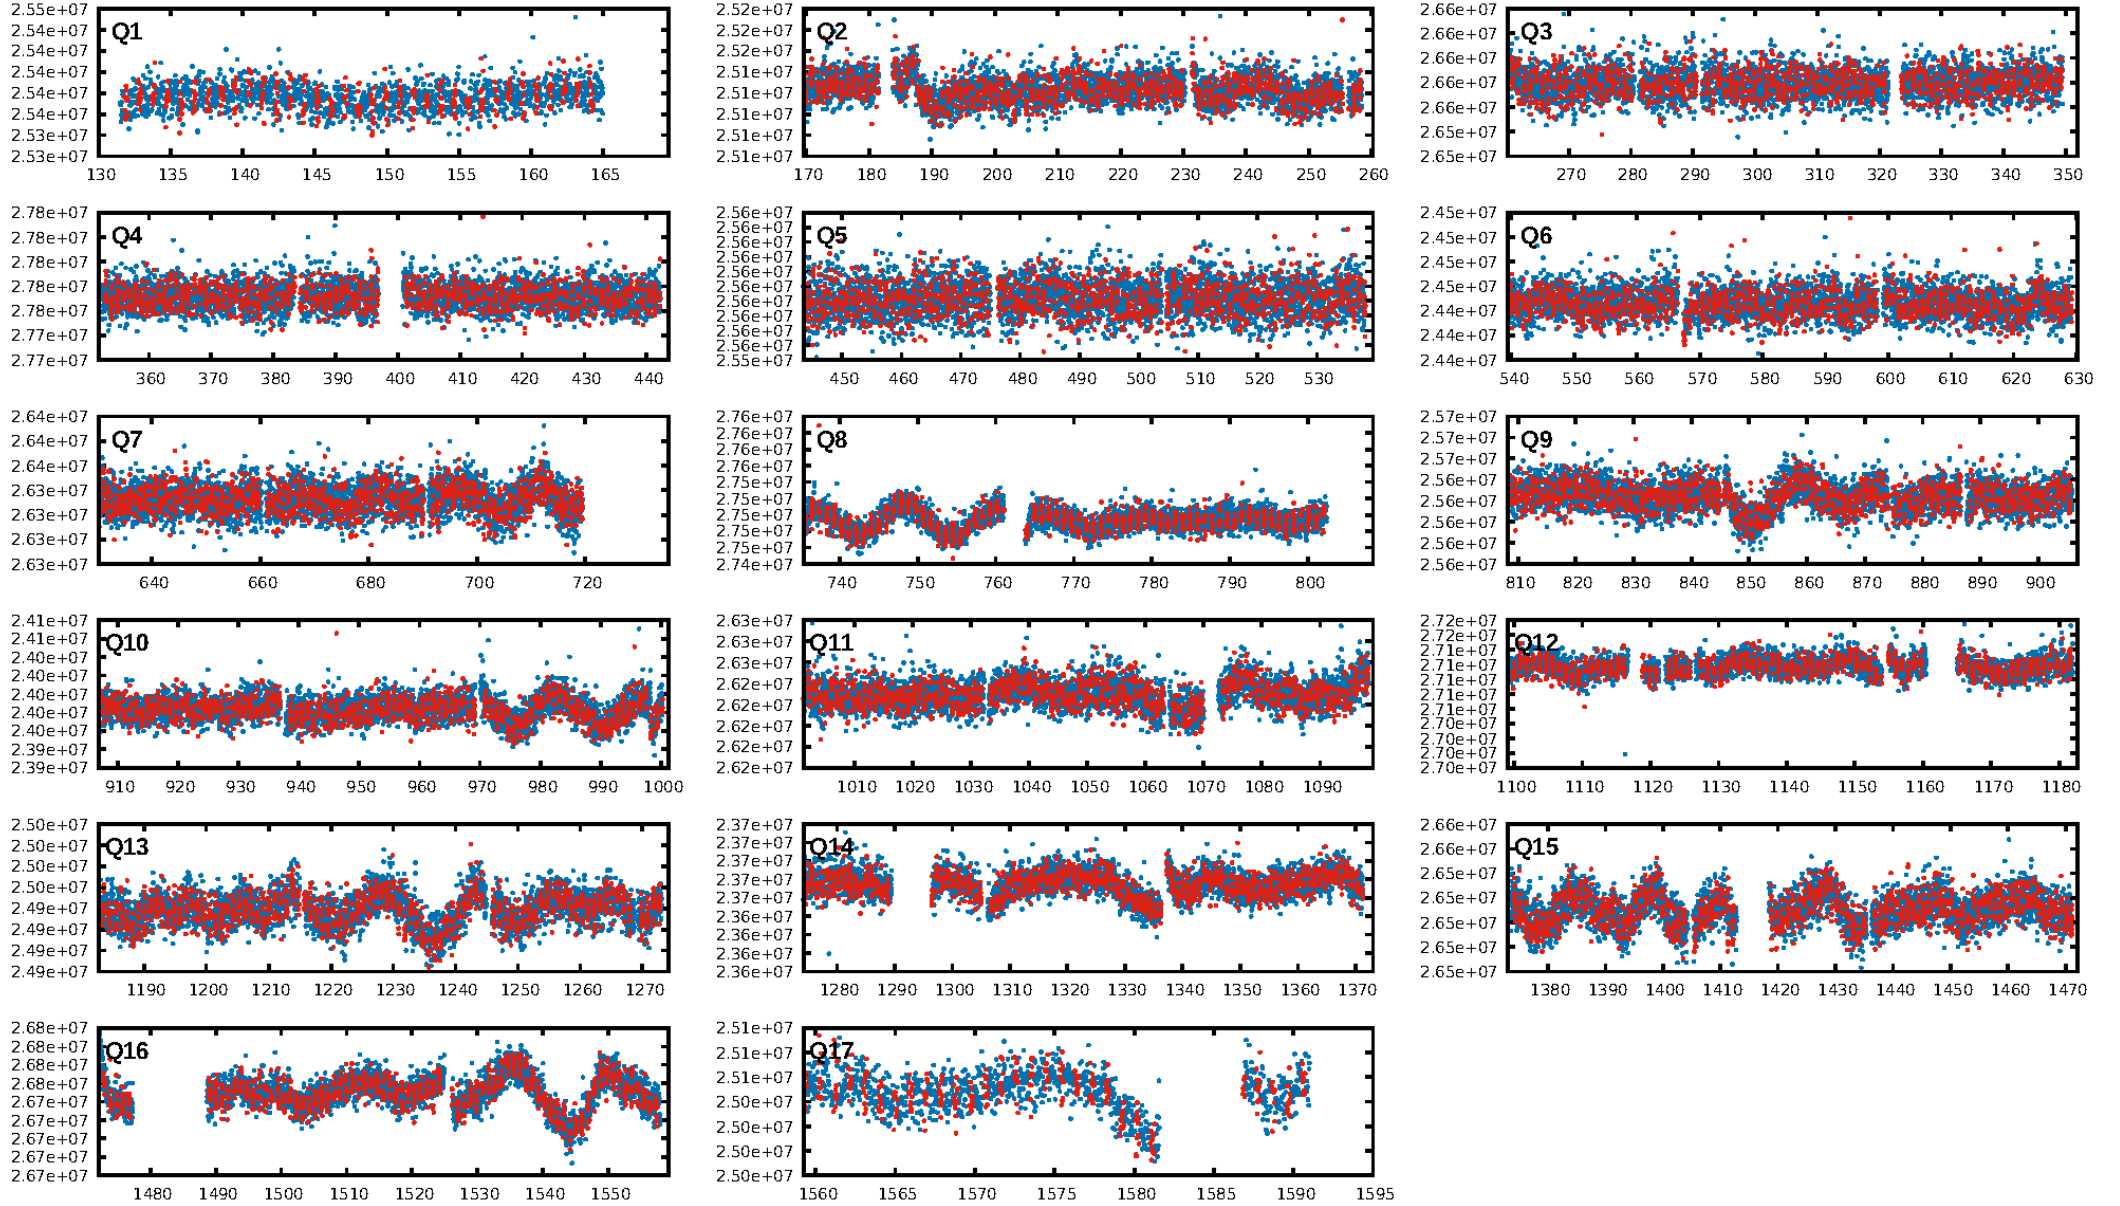 2.55e+07 2.54e+07 2.54e+07 2.54e+07 2.54e+07 2.54e+07 2.53e+07 2.53e+07
Q1
130 135 140 145 150 155 160 165
2.52e+07 2.52e+07 2.52e+07 2.51e+07 2.51e+07 2.51e+07 2.51e+07 2.51e+07
Q2
170 180 190 200 210 220 230 240 250 260
2.66e+07 2.66e+07 2.66e+07 2.66e+07 2.66e+07 2.65e+07 2.65e+07
Q3
270 280 290 300 310 320 330 340 350
2.78e+07 2.78e+07 2.78e+07 2.78e+07 2.78e+07 2.77e+07 2.77e+07
Q4
360 370 380 390 400 410 420 430 440
2.56e+07 2.56e+07 2.56e+07 2.56e+07 2.56e+07 2.56e+07 2.56e+07 2.56e+07 2.56e+07 2.56e+07 2.55e+07
Q5
450 460 470 480 490 500 510 520 530
2.45e+07 2.45e+07 2.45e+07 2.45e+07 2.44e+07 2.44e+07 2.44e+07
Q6
540 550 560 570 580 590 600 610 620 630
2.64e+07 2.64e+07 2.64e+07 2.63e+07 2.63e+07 2.63e+07 2.63e+07
Q7
640 660 680 700 720
2.76e+07 2.76e+07 2.76e+07 2.76e+07 2.75e+07 2.75e+07 2.75e+07 2.75e+07 2.74e+07
Q8
740 750 760 770 780 790 800
2.57e+07 2.57e+07 2.57e+07 2.56e+07 2.56e+07 2.56e+07 2.56e+07 2.56e+07
Q9
810 820 830 840 850 860 870 880 890 900
2.41e+07 2.41e+07 2.40e+07 2.40e+07 2.40e+07 2.40e+07 2.40e+07 2.39e+07 2.39e+07
Q10
910 920 930 940 950 960 970 980 990 1000
2.63e+07 2.63e+07 2.63e+07 2.62e+07 2.62e+07 2.62e+07 2.62e+07 2.62e+07
Q11
1010 1020 1030 1040 1050 1060 1070 1080 1090
2.72e+07 2.72e+07 2.71e+07 2.71e+07 2.71e+07 2.71e+07 2.71e+07 2.70e+07 2.70e+07 2.70e+07 2.70e+07
Q12
1100 1110 1120 1130 1140 1150 1160 1170 1180
2.50e+07 2.50e+07 2.50e+07 2.50e+07 2.49e+07 2.49e+07 2.49e+07 2.49e+07
Q13
1190 1200 1210 1220 1230 1240 1250 1260 1270
2.37e+07 2.37e+07 2.37e+07 2.37e+07 2.37e+07 2.36e+07 2.36e+07 2.36e+07 2.36e+07
Q14
1280 1290 1300 1310 1320 1330 1340 1350 1360 1370
2.66e+07 2.66e+07 2.65e+07 2.65e+07 2.65e+07 2.65e+07 2.65e+07
Q15
1380 1390 1400 1410 1420 1430 1440 1450 1460 1470
2.68e+07 2.68e+07 2.68e+07 2.68e+07 2.67e+07 2.67e+07 2.67e+07 2.67e+07 2.67e+07
Q16
1480 1490 1500 1510 1520 1530 1540 1550
2.51e+07 2.51e+07 2.51e+07 2.50e+07 2.50e+07 2.50e+07 2.50e+07
Q17
1560 1565 1570 1575 1580 1585 1590 1595